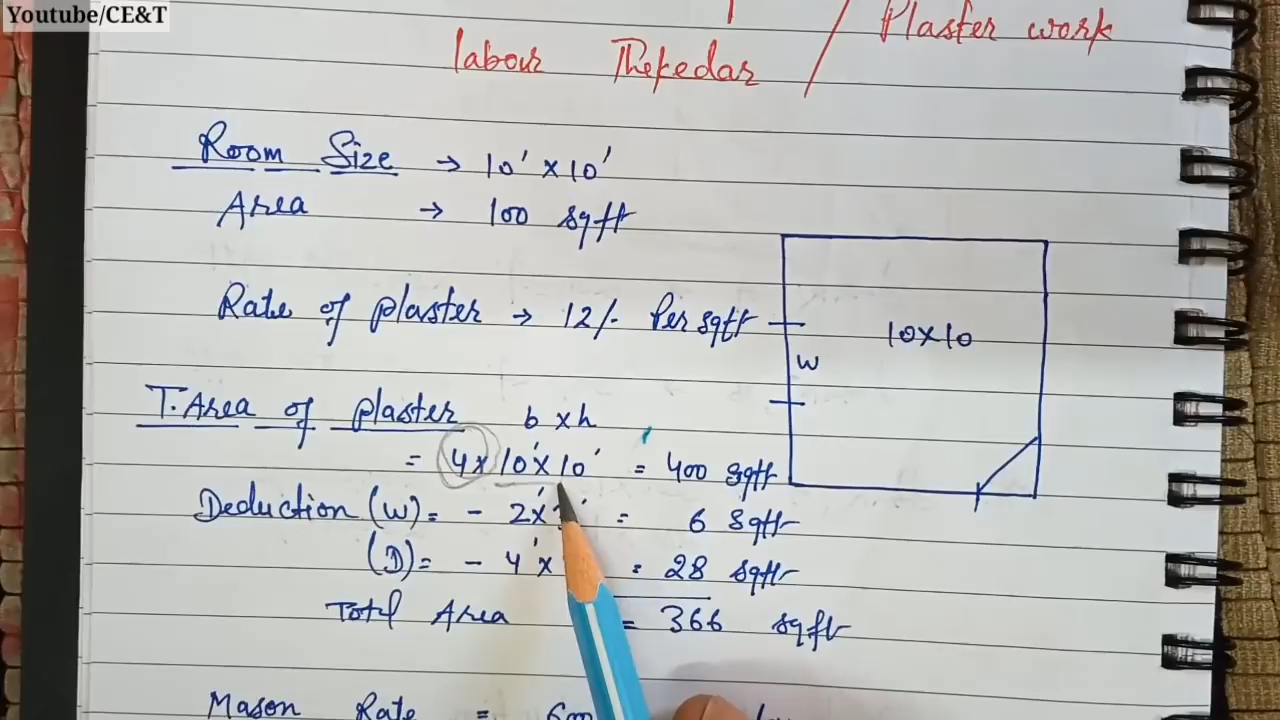 Youtube/CE&T
labour Thekedar / Plaster work
Room Size → 10' x 10'
Area → 100 sqft
Rate of plaster → 12/- Per sqft
10x10
W
T. Area of plaster b x h
= 4x 10' x 10' = 400 sqft
Deduction (W) = - 2' x = 6 sqft
(D) = - 4' x = 28 sqft
Total Area = 366 sqft
Mason Rate =